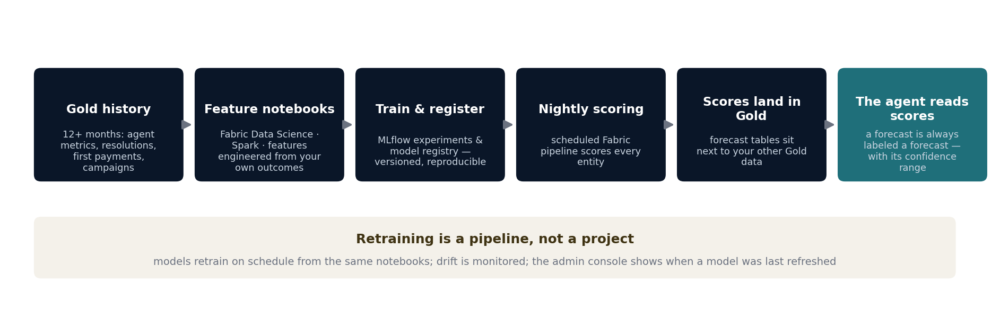 Gold history
12+ months: agent
metrics, resolutions,
first payments,
campaigns
Feature notebooks
Fabric Data Science ·
Spark · features
engineered from your
own outcomes
Train & register
MLflow experiments &
model registry —
versioned, reproducible
Nightly scoring
scheduled Fabric
pipeline scores every
entity
Scores land in
Gold
forecast tables sit
next to your other Gold
data
The agent reads
scores
a forecast is always
labeled a forecast —
with its confidence
range
Retraining is a pipeline, not a project
models retrain on schedule from the same notebooks; drift is monitored; the admin console shows when a model was last refreshed